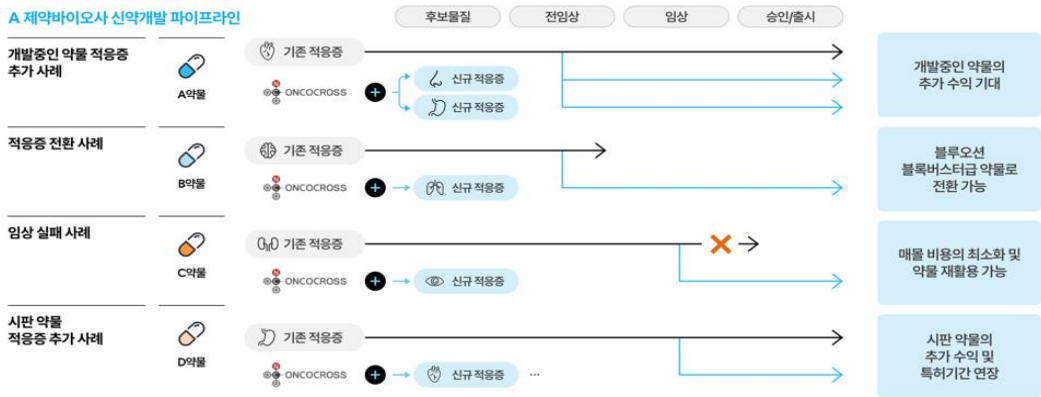 A 제약바이오사 신약개발 파이프라인
후보물질 전임상 임상 승인/출시
개발중인 약물 적응증
추가 사례
A약물
기존 적응증
ONCOCROSS
신규 적응증
신규 적응증
개발중인 약물의
추가 수익 기대
적응증 전환 사례
B약물
기존 적응증
ONCOCROSS
신규 적응증
블루오션
블록버스터급 약물로
전환 가능
임상 실패 사례
C약물
기존 적응증
ONCOCROSS
신규 적응증
매몰 비용의 최소화 및
약물 재활용 가능
시판 약물
적응증 추가 사례
D약물
기존 적응증
ONCOCROSS
신규 적응증 ...
시판 약물의
추가 수익 및
특허기간 연장